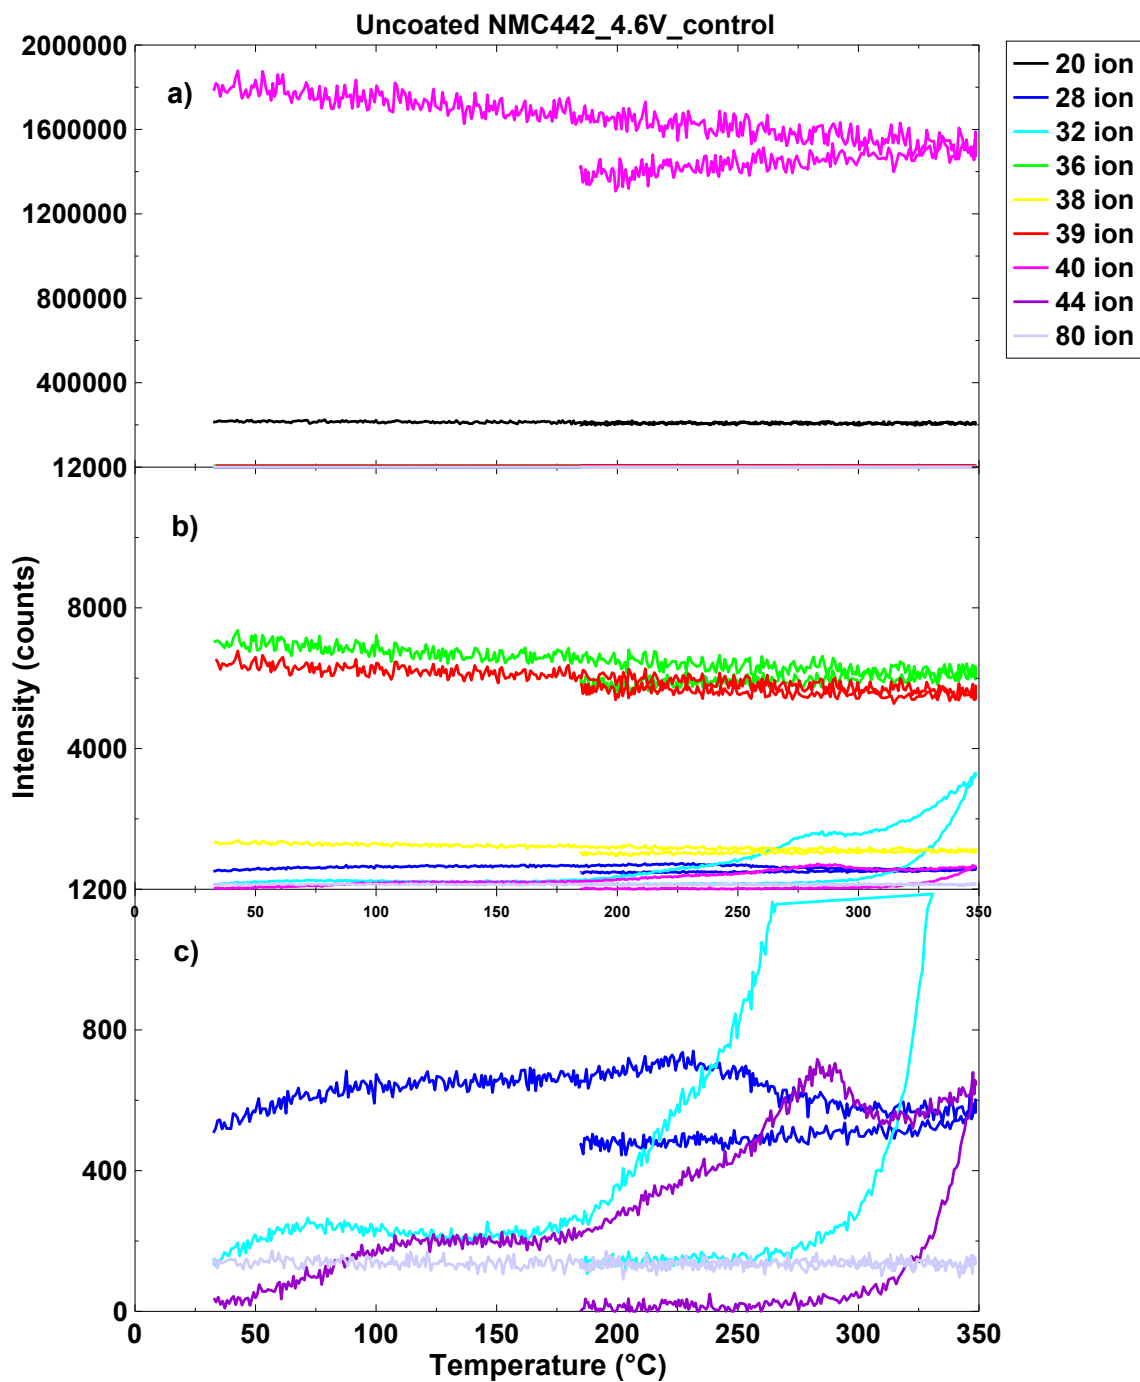 Uncoated NMC442_4.6V_control
2000000
a)
1600000
1200000
800000
400000
12000
b)
8000
4000
1200
0 50 100 150 200 250 300 350
c)
800
400
0
0 50 100 150 200 250 300 350
Temperature (°C)
Intensity (counts)
20 ion
28 ion
32 ion
36 ion
38 ion
39 ion
40 ion
44 ion
80 ion